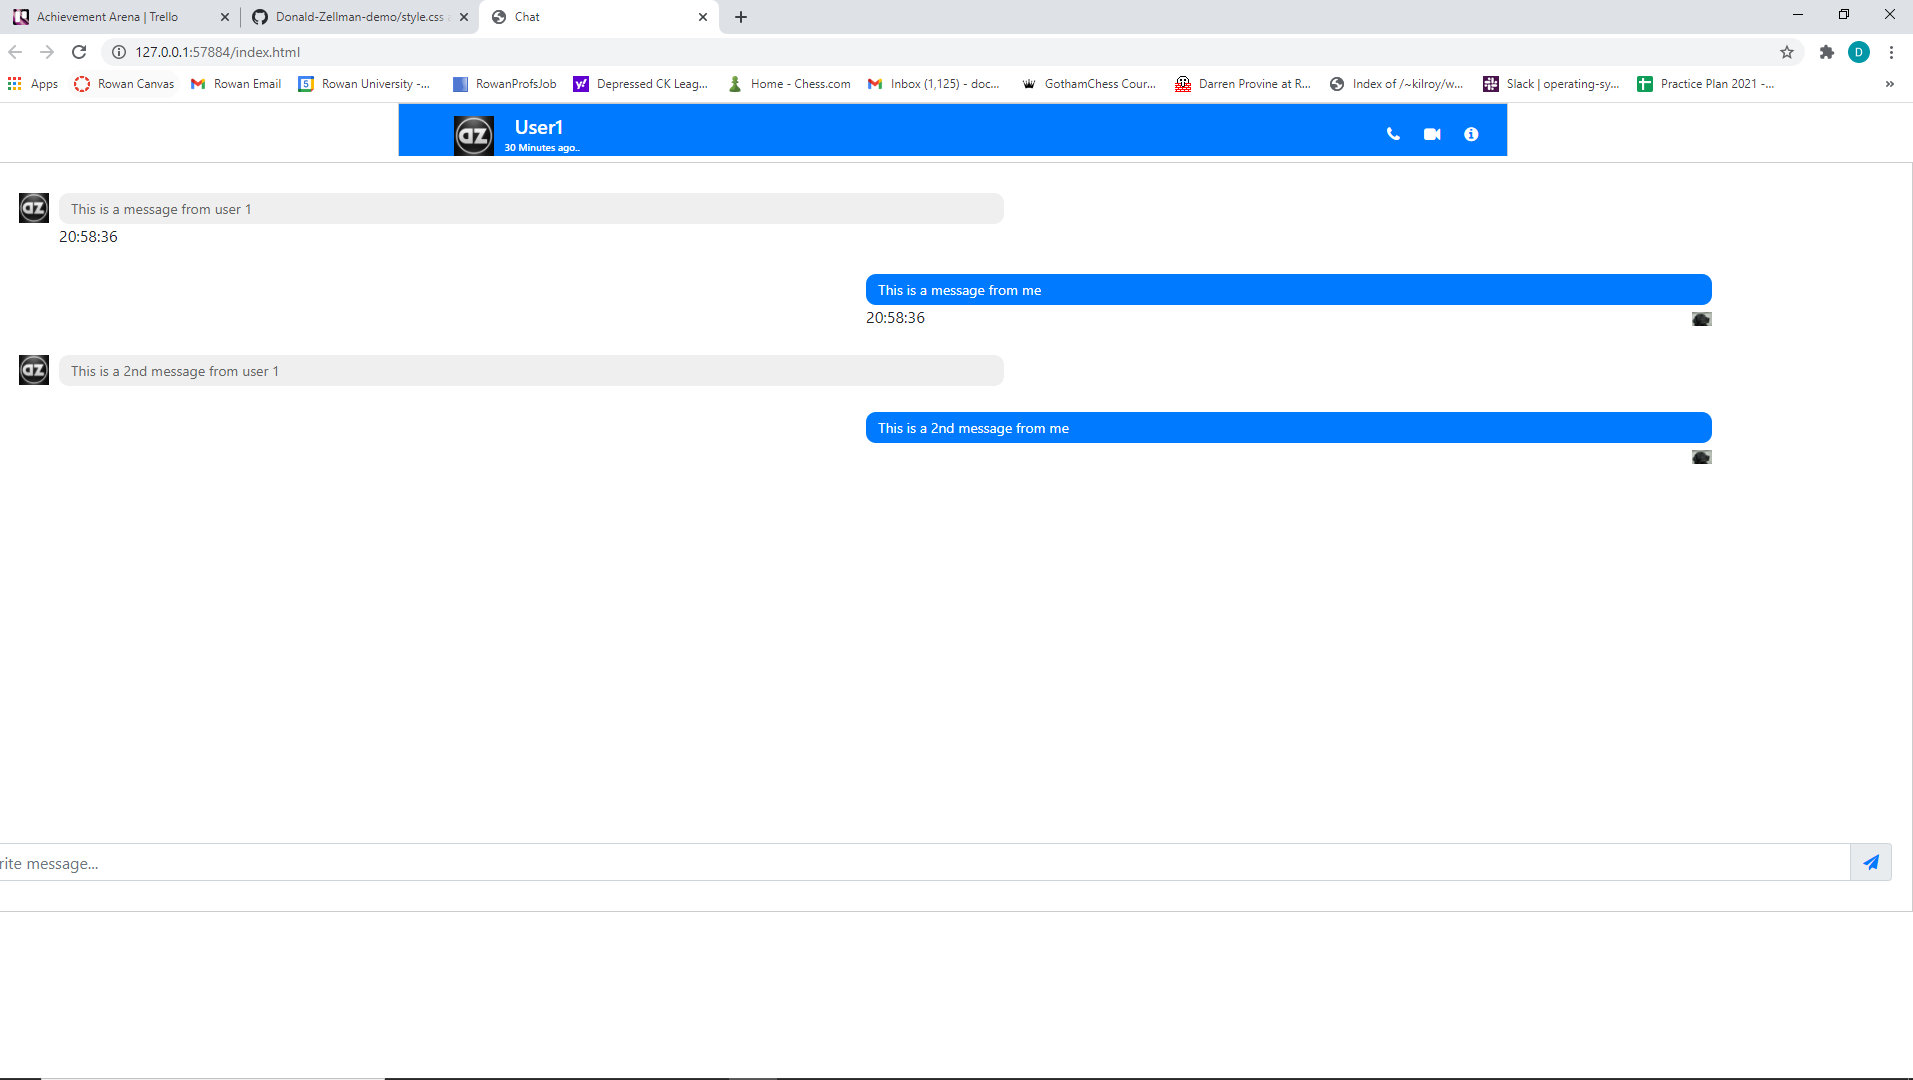 Achievement Arena | Trello
Donald-Zellman-demo/style.css
Chat
127.0.0.1:57884/index.html
D
Apps
Rowan Canvas
Rowan Email
5
Rowan University -...
RowanProfsJob
y!
Depressed CK Leag...
Home - Chess.com
Inbox (1,125) - doc...
GothamChess Cour...
Darren Provine at R...
Index of /~kilroy/w...
Slack | operating-sy...
Practice Plan 2021 -...
»
az
User1
30 Minutes ago..
az
This is a message from user 1
20:58:36
This is a message from me
20:58:36
az
This is a 2nd message from user 1
This is a 2nd message from me
rite message...